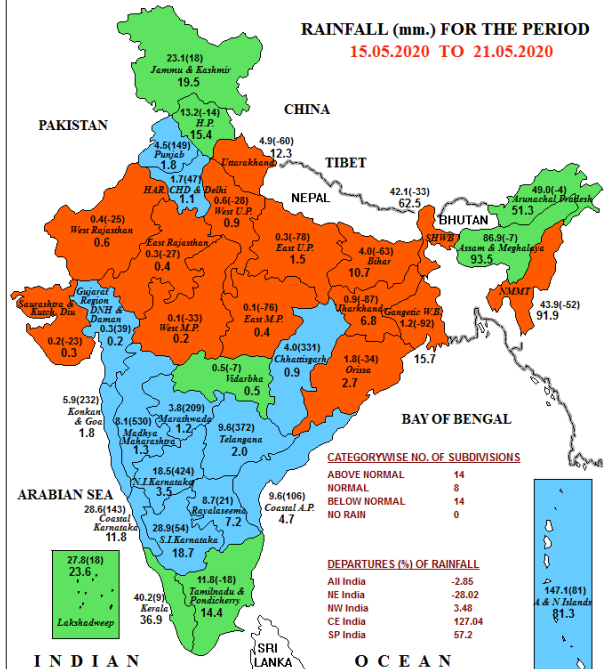 RAINFALL (mm.) FOR THE PERIOD
15.05.2020 TO 21.05.2020
23.1(18)
Jammu & Kashmir
19.5
CHINA
13.2(-14)
H.P.
15.4
PAKISTAN
4.5(149)
Punjab
1.8
4.9(-60)
Uttarakhand
12.3
TIBET
1.7(47)
HAR. CHD & Delhi
1.1
NEPAL
42.1(-33)
62.5
SHWB
BHUTAN
49.0(-4)
Arunachal Pradesh
51.3
0.6(-28)
West U.P.
0.9
0.4(-25)
West Rajasthan
0.6
East Rajasthan
0.3(-27)
0.4
0.3(-78)
East U.P.
1.5
4.0(-63)
Bihar
10.7
86.9(-7)
Assam & Meghalaya
93.5
NMMT
43.9(-52)
91.9
Gujarat
Region
DNH &
Daman
0.3(39)
0.2
Saurashtra &
Kutch, Diu
0.2(-23)
0.3
0.1(-33)
West M.P.
0.2
0.1(-76)
East M.P.
0.4
0.9(-87)
Jharkhand
6.8
Gangetic W.B.
1.2(-92)
15.7
4.0(331)
Chhattisgarh
0.9
1.8(-34)
Orissa
2.7
0.5(-7)
Vidarbha
0.5
5.9(232)
Konkan
& Goa
1.8
3.8(209)
Marathwada
1.2
8.1(530)
Madhya
Maharashtra
1.3
9.6(372)
Telangana
2.0
BAY OF BENGAL
18.5(424)
N.I.Karnataka
3.5
ARABIAN SEA
28.6(143)
Coastal
Karnataka
11.8
8.7(21)
Rayalaseema
7.2
9.6(106)
Coastal A.P.
4.7
28.9(54)
S.I.Karnataka
18.7
CATEGORYWISE NO. OF SUBDIVISIONS
ABOVE NORMAL 14
NORMAL 8
BELOW NORMAL 14
NO RAIN 0
DEPARTURES (%) OF RAINFALL
All India -2.85
NE India -28.02
NW India 3.48
CE India 127.04
SP India 57.2
147.1(81)
A & N Islands
81.3
27.8(18)
23.6
Lakshadweep
11.8(-18)
Tamilnadu &
Pondicherry
14.4
40.2(9)
Kerala
36.9
SRI
LANKA
INDIAN OCEAN